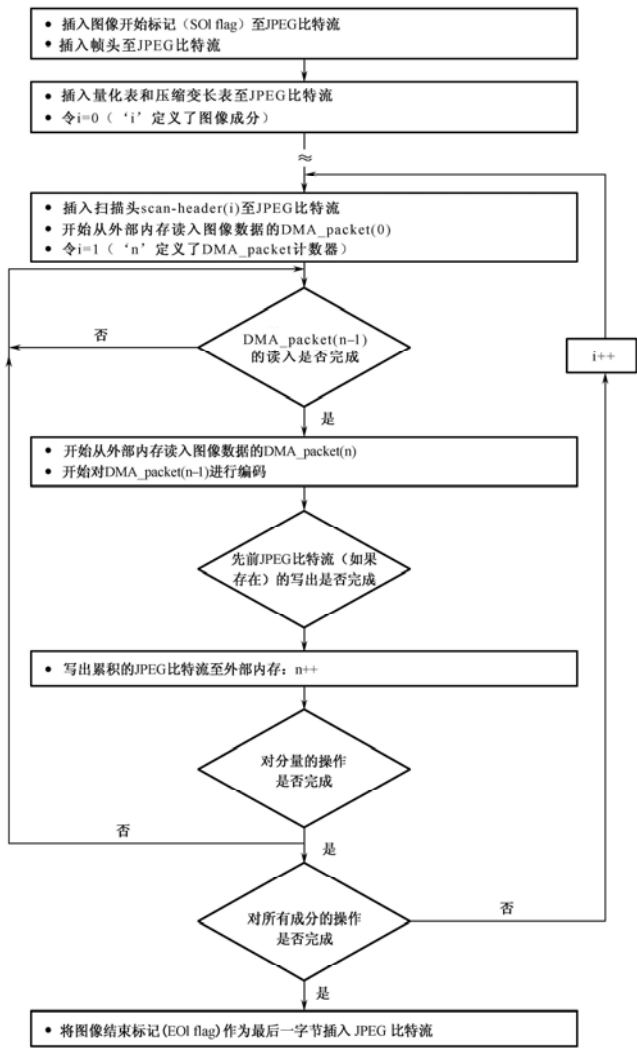 • 插入图像开始标记（SOI flag）至JPEG比特流
• 插入帧头至JPEG比特流
• 插入量化表和压缩变长表至JPEG比特流
• 令i=0（‘i’定义了图像成分）
≈
• 插入扫描头scan-header(i)至JPEG比特流
• 开始从外部内存读入图像数据的DMA_packet(0)
• 令i=1（‘n’定义了DMA_packet计数器）
否
DMA_packet(n–1)
的读入是否完成
i++
是
• 开始从外部内存读入图像数据的DMA_packet(n)
• 开始对DMA_packet(n–1)进行编码
先前JPEG比特流（如果
存在）的写出是否完成
• 写出累积的JPEG比特流至外部内存：n++
对分量的操作
是否完成
否
是
对所有成分的操作
是否完成
否
是
• 将图像结束标记(EOI flag)作为最后一字节插入 JPEG 比特流